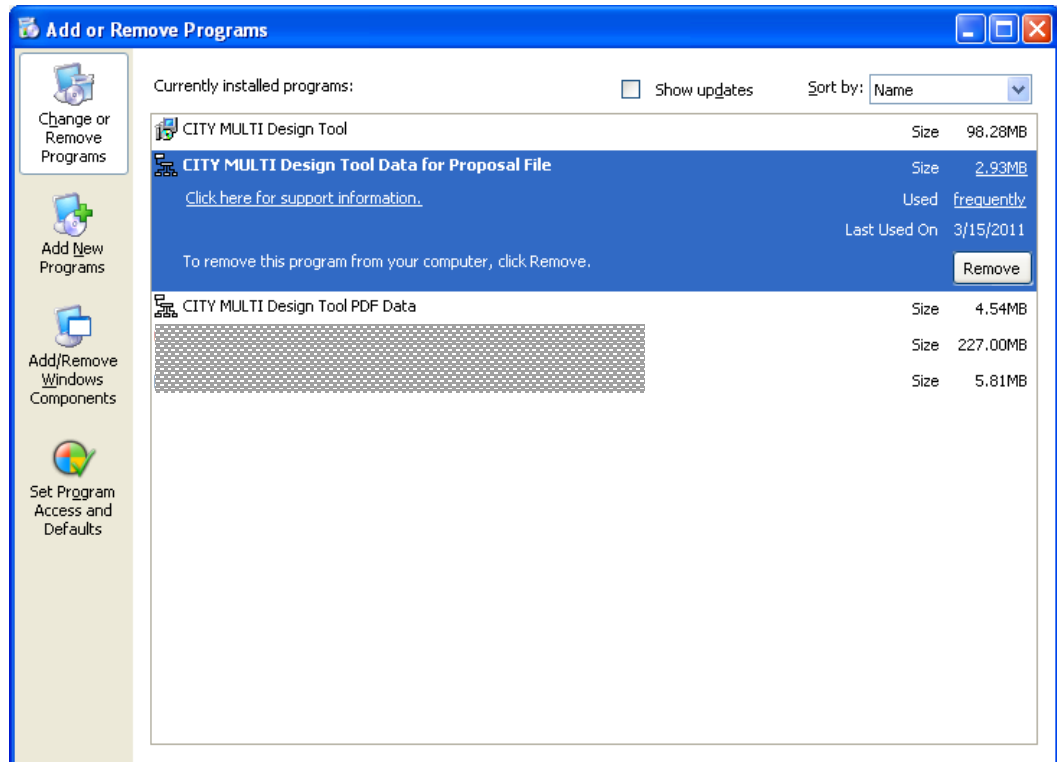 Add or Remove Programs
Change or
Remove
Programs
Add New
Programs
Add/Remove
Windows
Components
Set Program
Access and
Defaults
Currently installed programs:
Show updates
Sort by: Name
CITY MULTI Design Tool Size 98.28MB
CITY MULTI Design Tool Data for Proposal File Size 2.93MB
Click here for support information. Used frequently
Last Used On 3/15/2011
To remove this program from your computer, click Remove. Remove
CITY MULTI Design Tool PDF Data Size 4.54MB
Size 227.00MB
Size 5.81MB